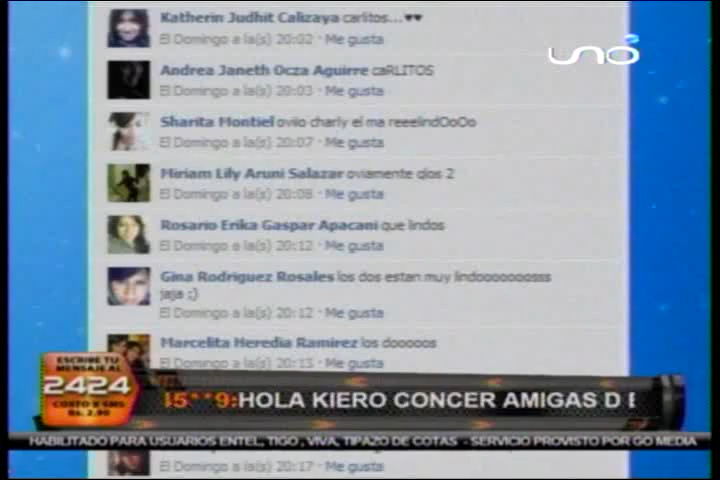 Katherin Judhit Calizaya carlitos...♥♥
El Domingo a la(s) 20:02 · Me gusta
UNO
Andrea Janeth Ocza Aguirre caRLITOS
El Domingo a la(s) 20:03 · Me gusta
Sharita Montiel oviio charly el ma reeelindOoOo
El Domingo a la(s) 20:07 · Me gusta
Miriam Lily Aruni Salazar oviamente qlos 2
El Domingo a la(s) 20:08 · Me gusta
Rosario Erika Gaspar Apacani que lindos
El Domingo a la(s) 20:12 · Me gusta
Gina Rodriguez Rosales los dos estan muy lindooooooosss
jaja ;)
El Domingo a la(s) 20:12 · Me gusta
Marcelita Heredia Ramirez los dooooos
El Domingo a la(s) 20:13 · Me gusta
ESCRIBE TU
MENSAJE AL
2424
COSTO X SMS
Bs. 2.90
45**9:HOLA KIERO CONCER AMIGAS D
HABILITADO PARA USUARIOS ENTEL, TIGO , VIVA, TIPAZO DE COTAS - SERVICIO PROVISTO POR GO MEDIA
El Domingo a la(s) 20:17 · Me gusta